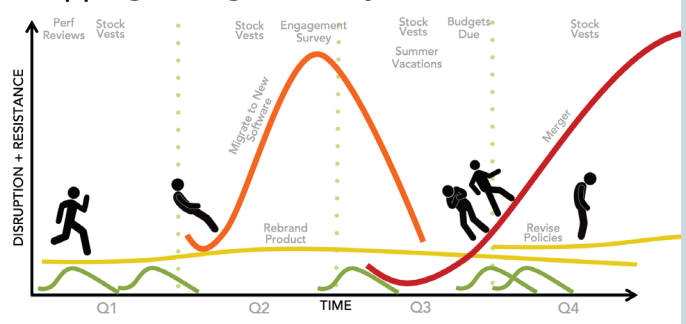 Perf
Reviews
Stock
Vests
Stock
Vests
Engagement
Survey
Stock
Vests
Summer
Vacations
Budgets
Due
Stock
Vests
DISRUPTION + RESISTANCE
Migrate to New
Software
Merger
Rebrand
Product
Revise
Policies
Q1
Q2
TIME
Q3
Q4